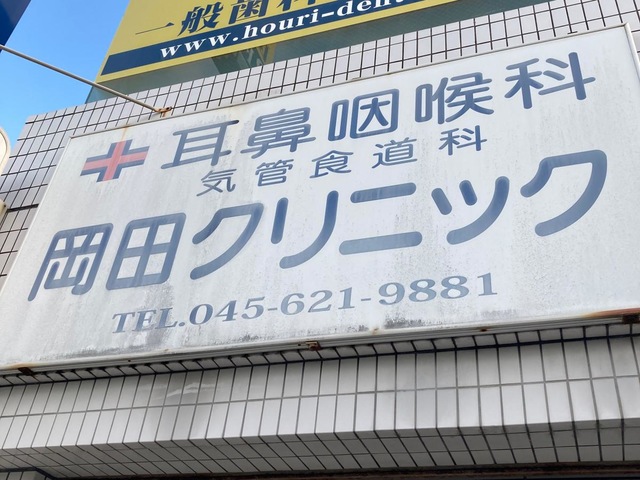 一般歯科
www.houri-den
耳鼻咽喉科
気管食道科
岡田クリニック
TEL.045-621-9881